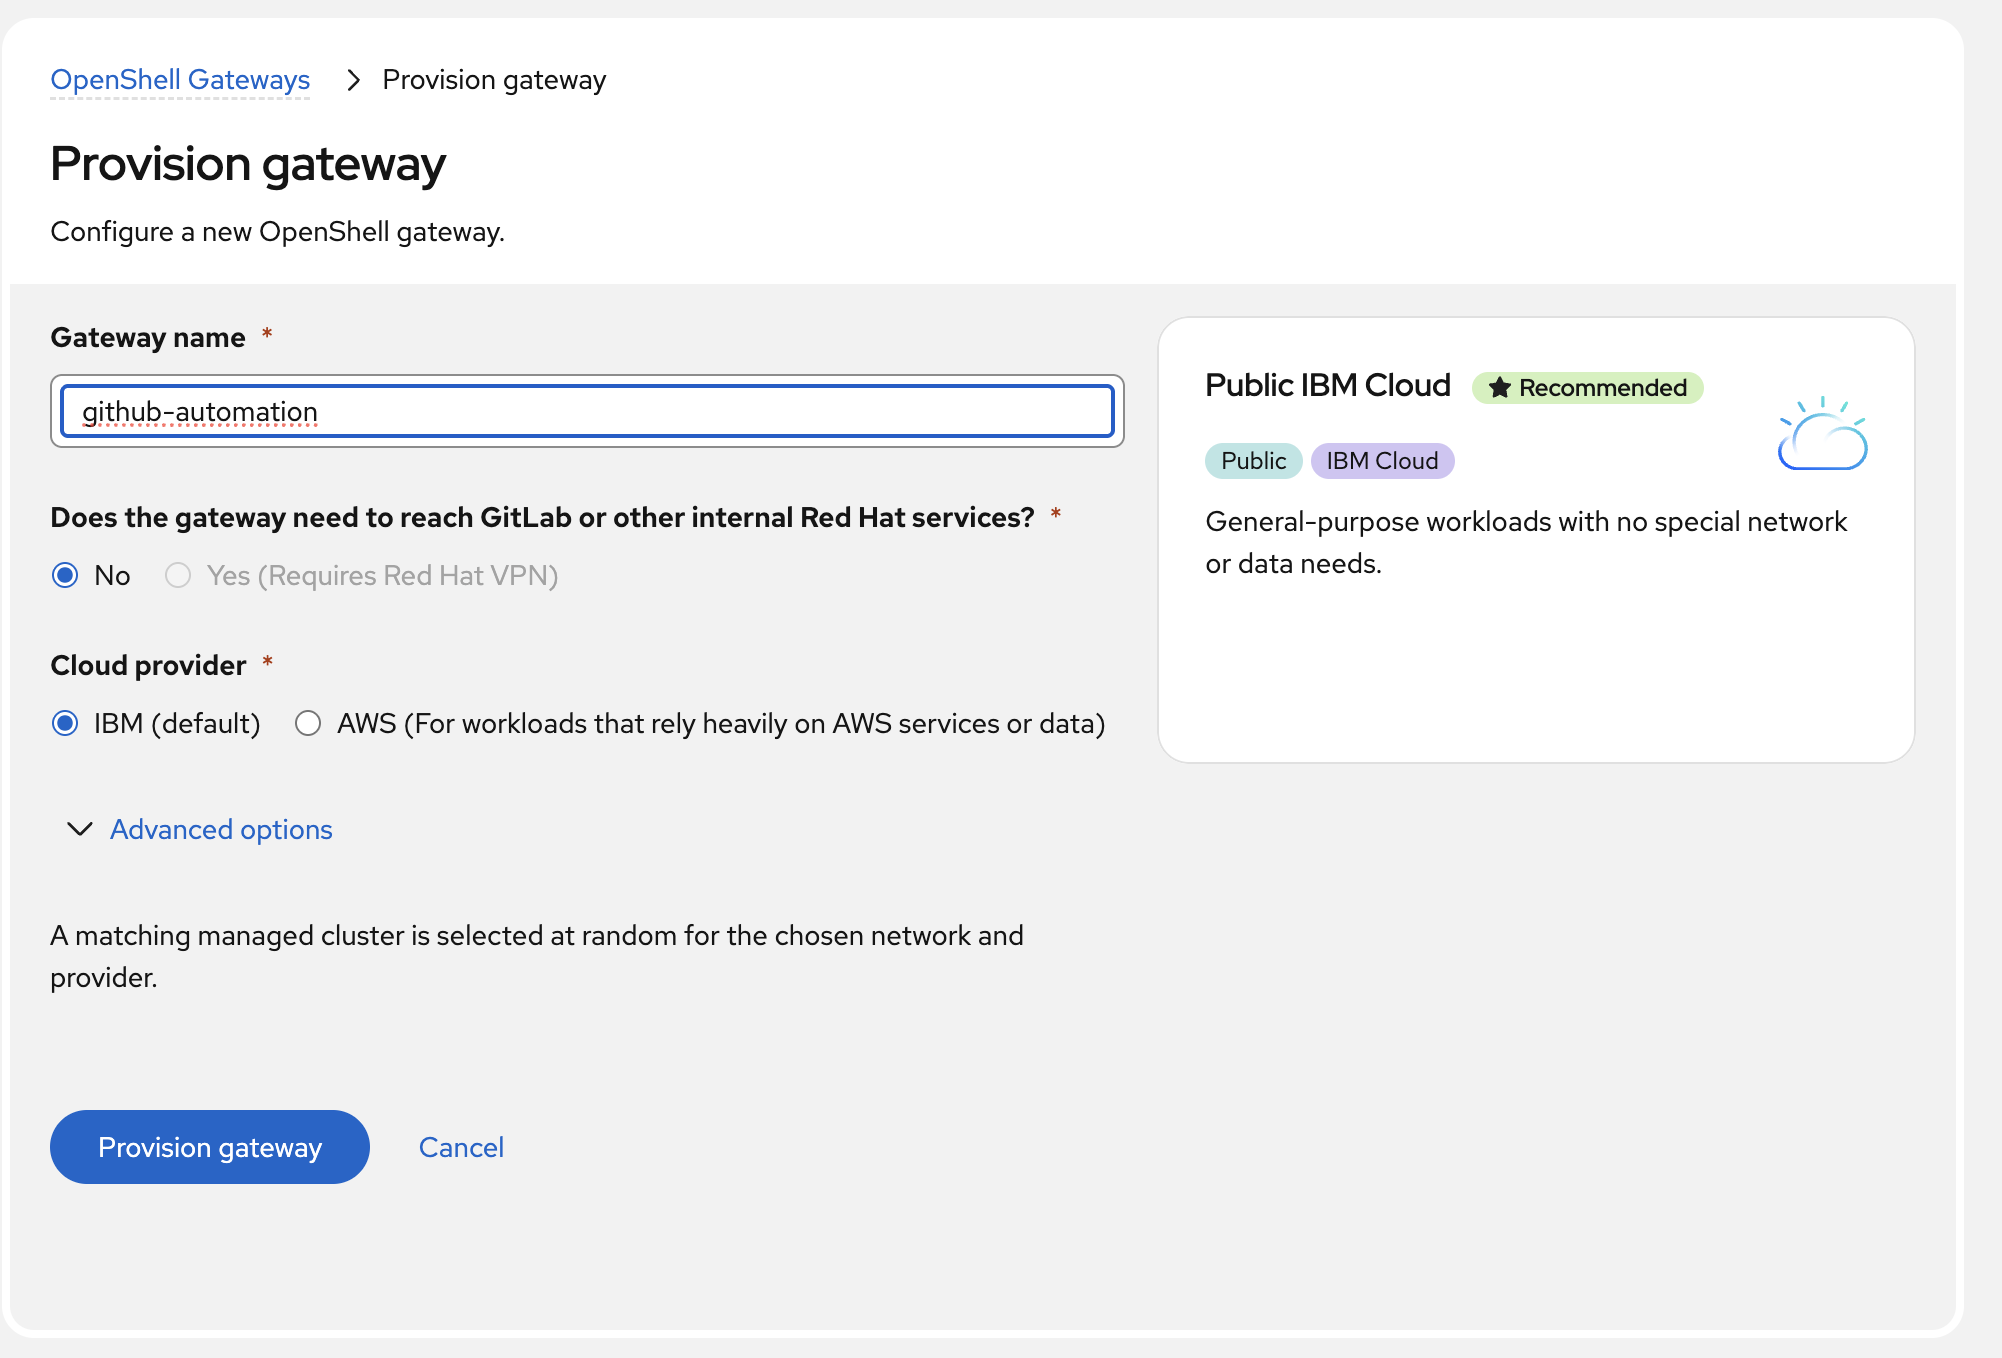 OpenShell Gateways > Provision gateway
Provision gateway
Configure a new OpenShell gateway.
Gateway name *
github-automation
Does the gateway need to reach GitLab or other internal Red Hat services? *
No Yes (Requires Red Hat VPN)
Cloud provider *
IBM (default) AWS (For workloads that rely heavily on AWS services or data)
Advanced options
A matching managed cluster is selected at random for the chosen network and
provider.
Provision gateway Cancel
Public IBM Cloud Recommended
Public IBM Cloud
General-purpose workloads with no special network
or data needs.